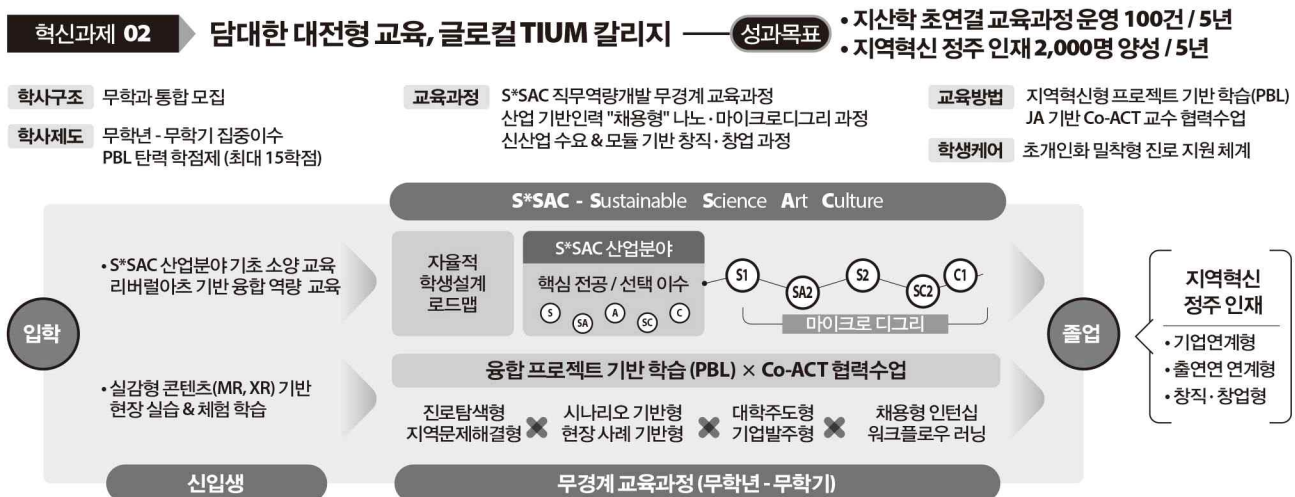 혁신과제 02
담대한 대전형 교육, 글로컬 TIUM 칼리지
성과목표
• 지산학 초연결 교육과정 운영 100건 / 5년
• 지역혁신 정주 인재 2,000명 양성 / 5년
학사구조 무학과 통합 모집
학사제도 무학년 - 무학기 집중이수
PBL 탄력 학점제 (최대 15학점)
교육과정 S*SAC 직무역량개발 무경계 교육과정
산업 기반인력 "채용형" 나노 · 마이크로디그리 과정
신산업 수요 & 모듈 기반 창직 · 창업 과정
교육방법 지역혁신형 프로젝트 기반 학습(PBL)
JA 기반 Co-ACT 교수 협력수업
학생케어 초개인화 밀착형 진로 지원 체계
S*SAC - Sustainable Science Art Culture
입학
• S*SAC 산업분야 기초 소양 교육
리버럴아츠 기반 융합 역량 교육
• 실감형 콘텐츠(MR, XR) 기반
현장 실습 & 체험 학습
신입생
자율적
학생설계
로드맵
S*SAC 산업분야
핵심 전공 / 선택 이수
S SA A SC C
S1 SA2 S2 SC2 C1
마이크로 디그리
융합 프로젝트 기반 학습 (PBL) × Co-ACT 협력수업
진로탐색형
지역문제해결형
시나리오 기반형
현장 사례 기반형
대학주도형
기업발주형
채용형 인턴십
워크플로우 러닝
무경계 교육과정 (무학년 - 무학기)
졸업
지역혁신
정주 인재
• 기업연계형
• 출연연 연계형
• 창직 · 창업형